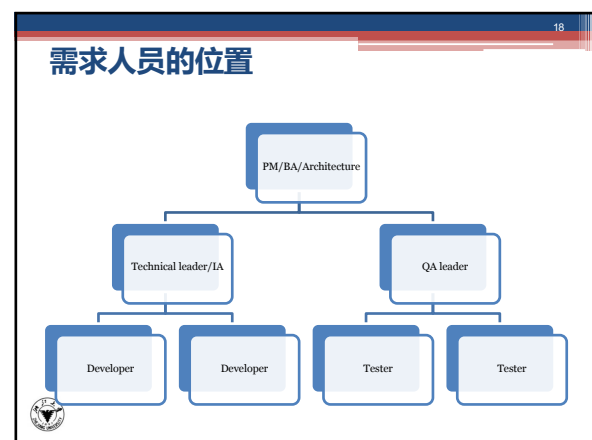 18
需求人员的位置
PM/BA/Architecture
Technical leader/IA
QA leader
Developer
Developer
Tester
Tester